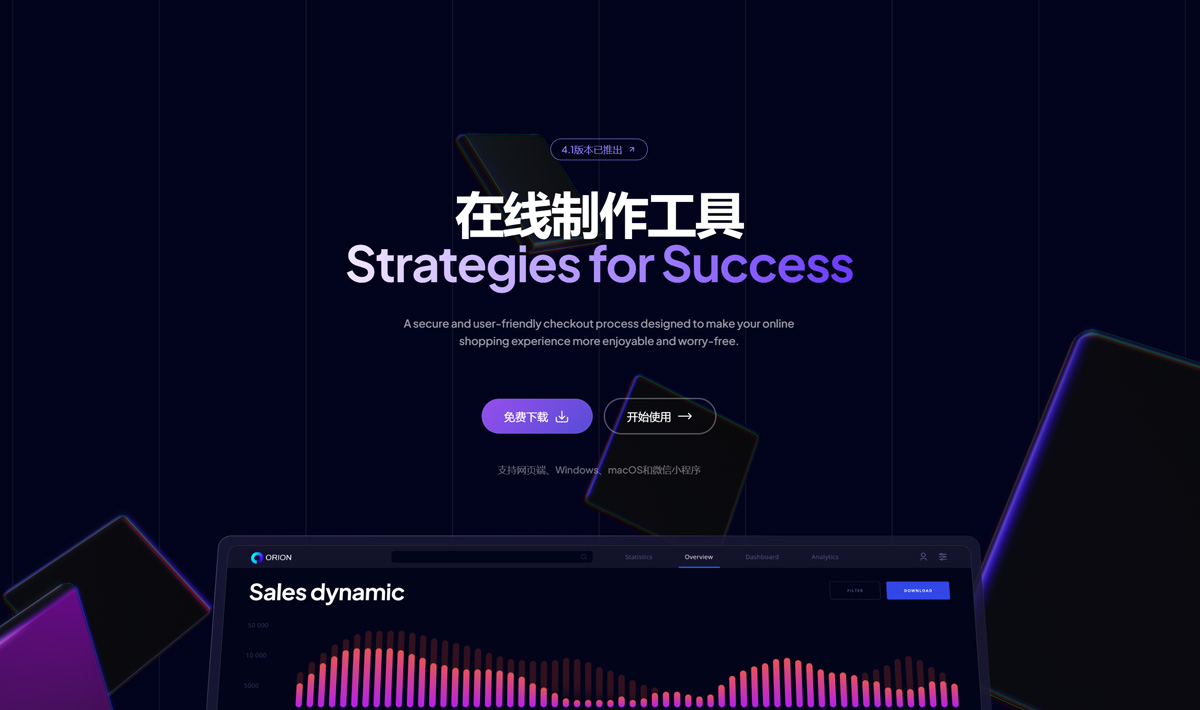 4.1版本已推出
在线制作工具
Strategies for Success
A secure and user-friendly checkout process designed to make your online
shopping experience more enjoyable and worry-free.
免费下载
开始使用
支持网页端、Windows、macOS和微信小程序
ORION
Statistics
Overview
Dashboard
Analytics
Sales dynamic
FILTER
DOWNLOAD
50 000
10 000
5000